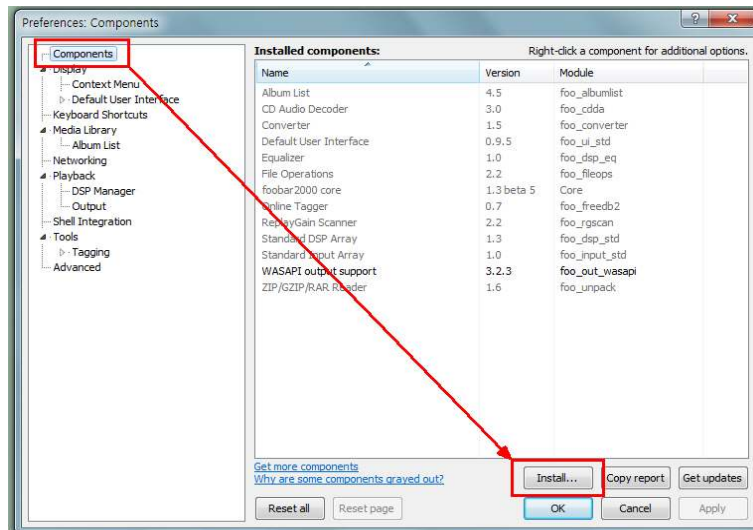 Preferences: Components
Components
Display
Context Menu
Default User Interface
Keyboard Shortcuts
Media Library
Album List
Networking
Playback
DSP Manager
Output
Shell Integration
Tools
Tagging
Advanced
Installed components: Right-click a component for additional options.
Name Version Module
Album List 4.5 foo_albumlist
CD Audio Decoder 3.0 foo_cdda
Converter 1.5 foo_converter
Default User Interface 0.9.5 foo_ui_std
Equalizer 1.0 foo_dsp_eq
File Operations 2.2 foo_fileops
foobar2000 core 1.3 beta 5 Core
Online Tagger 0.7 foo_freedb2
ReplayGain Scanner 2.2 foo_rgscan
Standard DSP Array 1.3 foo_dsp_std
Standard Input Array 1.0 foo_input_std
WASAPI output support 3.2.3 foo_out_wasapi
ZIP/GZIP/RAR Reader 1.6 foo_unpack
Get more components
Why are some components grayed out?
Install... Copy report Get updates
Reset all Reset page OK Cancel Apply